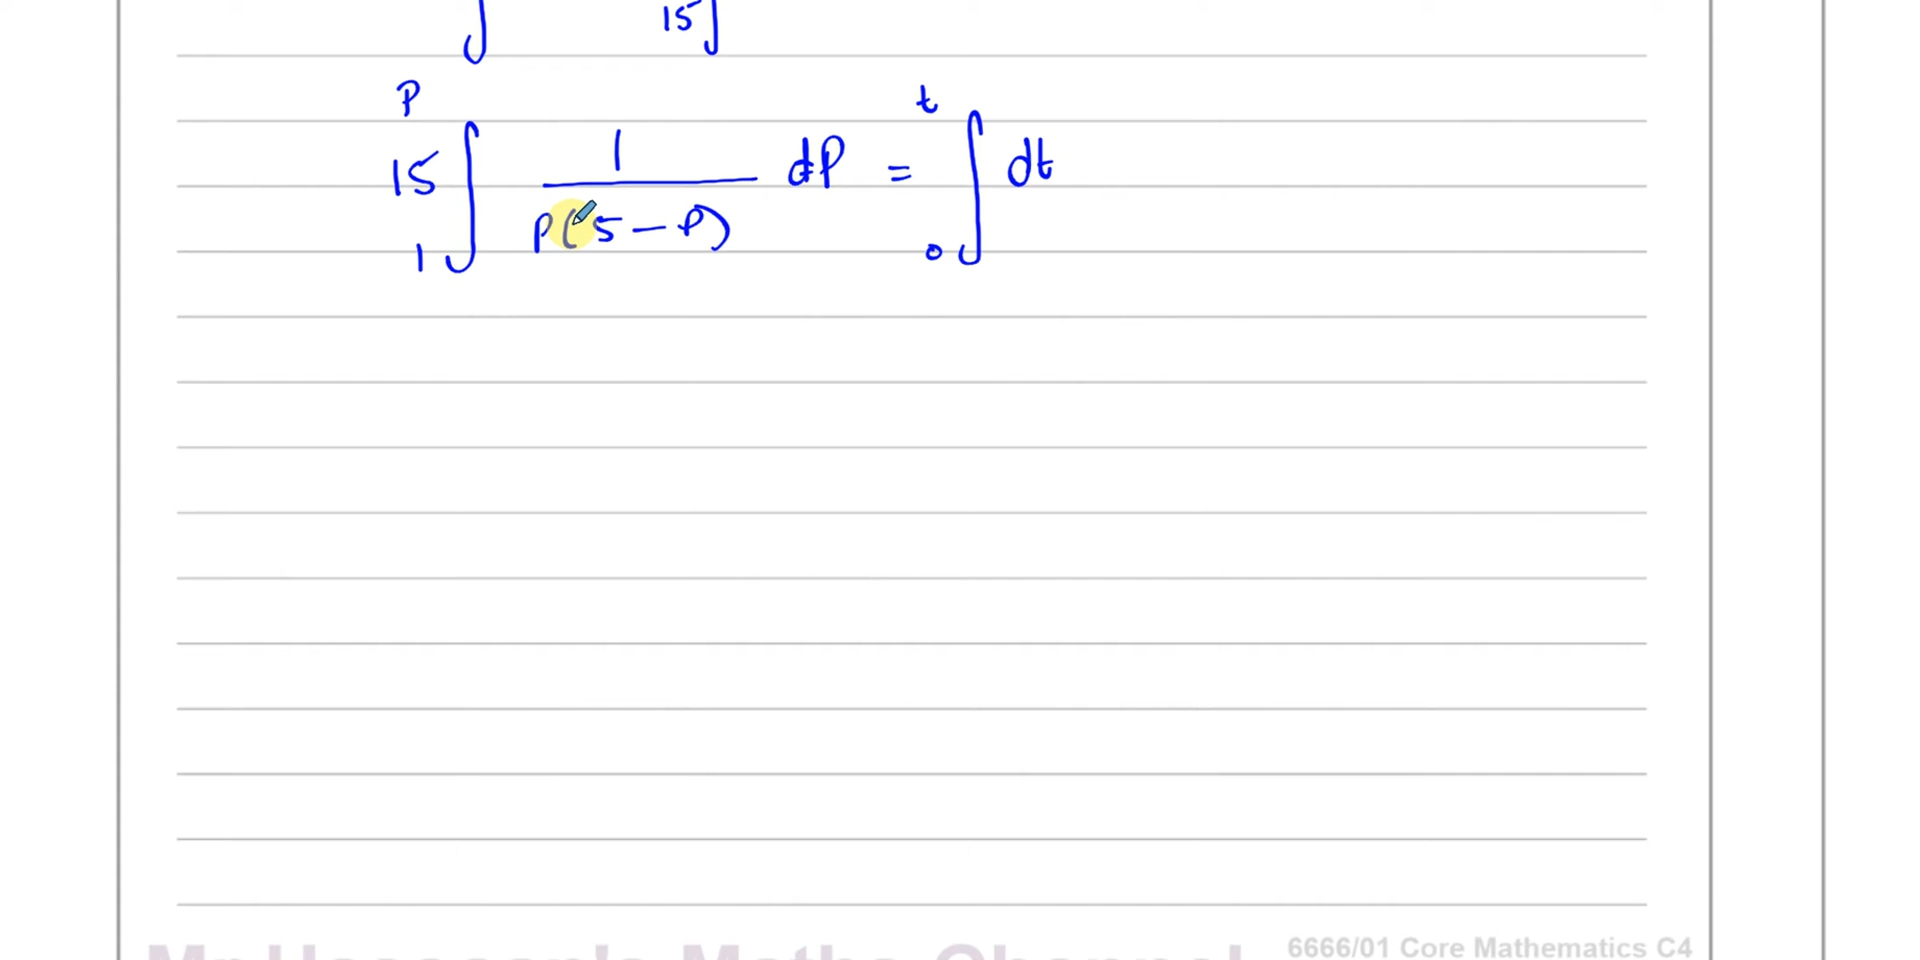 15
P t
15 ∫ 1 / P(5 − P) dP = ∫ dt
1 0
6666/01 Core Mathematics C4